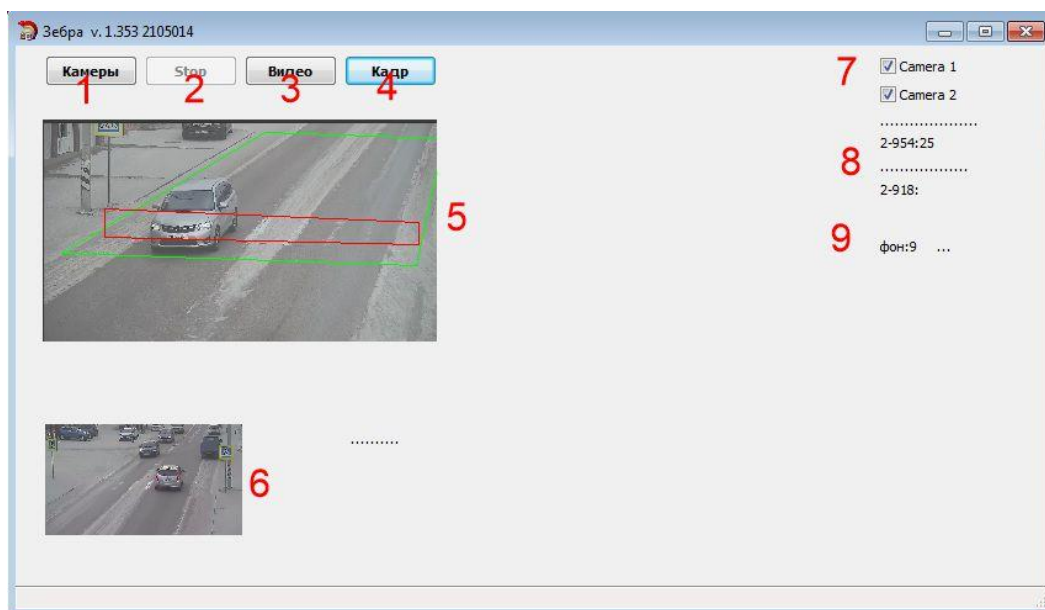 Зебра v. 1.353 2105014
Камеры Stop Видео Кадр
1 2 3 4
7 Camera 1
Camera 2
....................
8 2-954:25
..................
2-918:
5
9 фон:9 ...
..........
6